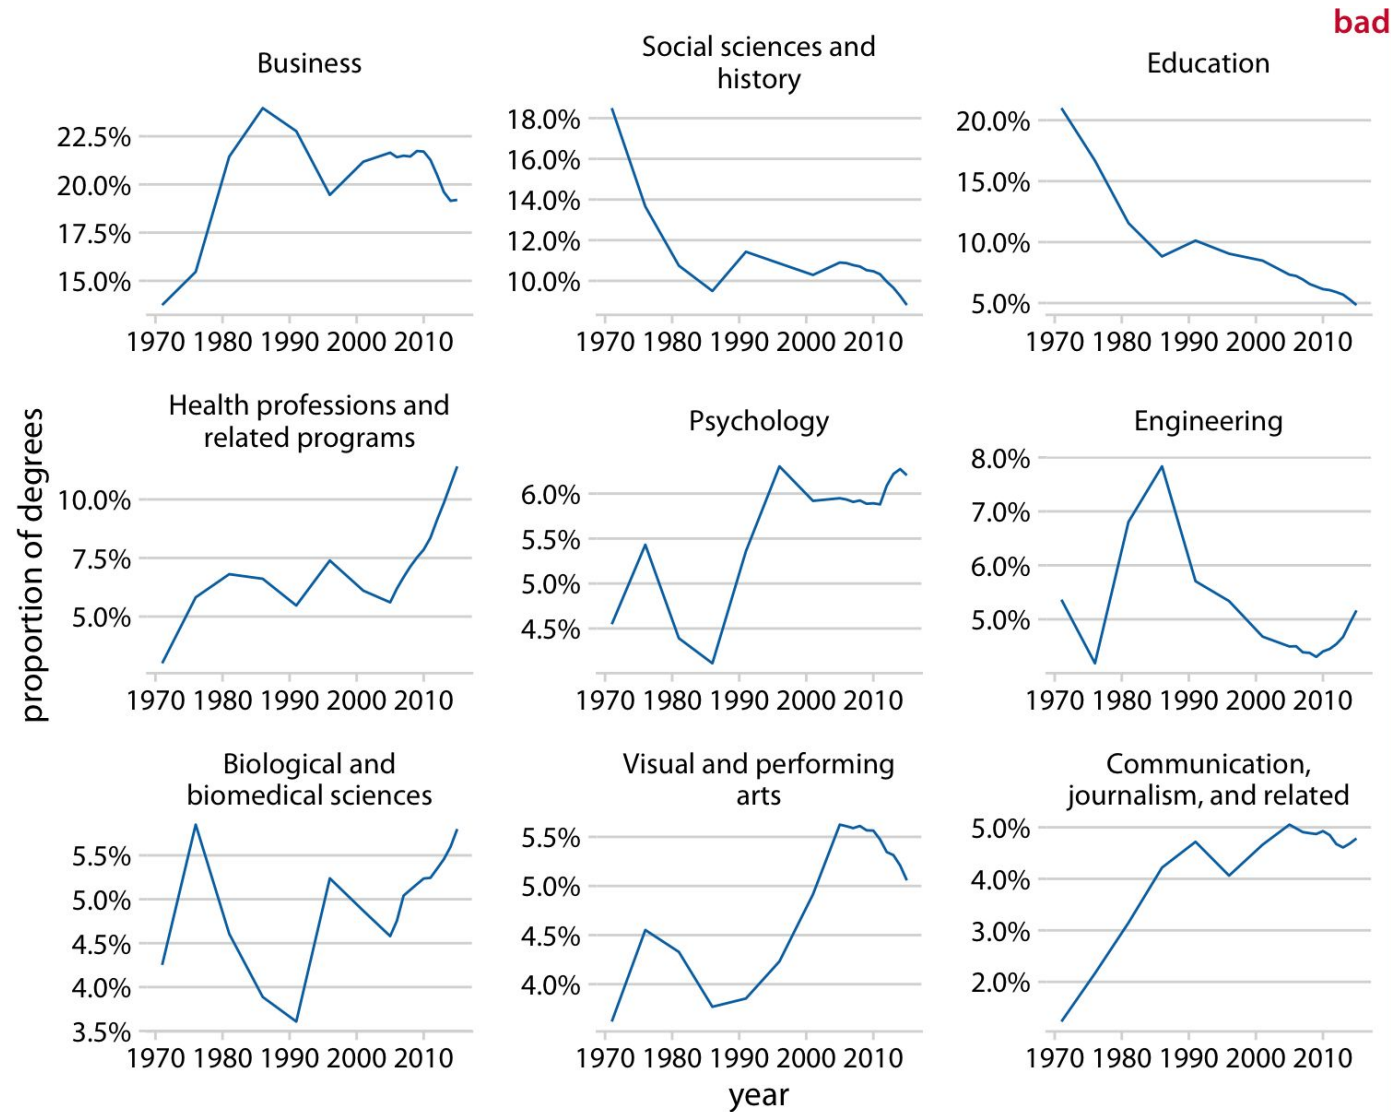 bad
Business
22.5%
20.0%
17.5%
15.0%
1970 1980 1990 2000 2010
Social sciences and
history
18.0%
16.0%
14.0%
12.0%
10.0%
1970 1980 1990 2000 2010
Education
20.0%
15.0%
10.0%
5.0%
1970 1980 1990 2000 2010
proportion of degrees
Health professions and
related programs
10.0%
7.5%
5.0%
1970 1980 1990 2000 2010
Psychology
6.0%
5.5%
5.0%
4.5%
1970 1980 1990 2000 2010
Engineering
8.0%
7.0%
6.0%
5.0%
1970 1980 1990 2000 2010
Biological and
biomedical sciences
5.5%
5.0%
4.5%
4.0%
3.5%
1970 1980 1990 2000 2010
Visual and performing
arts
5.5%
5.0%
4.5%
4.0%
1970 1980 1990 2000 2010
Communication,
journalism, and related
5.0%
4.0%
3.0%
2.0%
1970 1980 1990 2000 2010
year